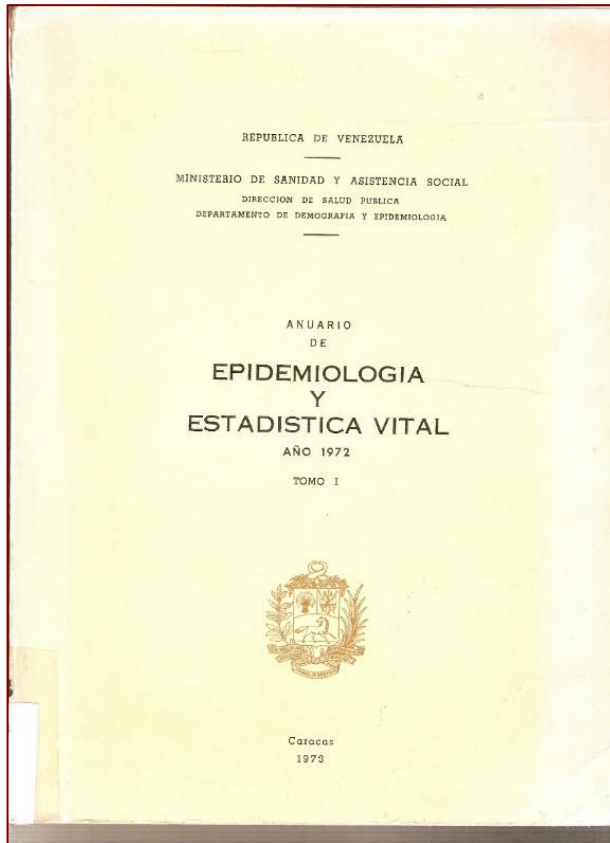 REPUBLICA DE VENEZUELA
MINISTERIO DE SANIDAD Y ASISTENCIA SOCIAL
DIRECCION DE SALUD PUBLICA
DEPARTAMENTO DE DEMOGRAFIA Y EPIDEMIOLOGIA
ANUARIO
DE
EPIDEMIOLOGIA
Y
ESTADISTICA VITAL
AÑO 1972
TOMO I
Caracas
1973